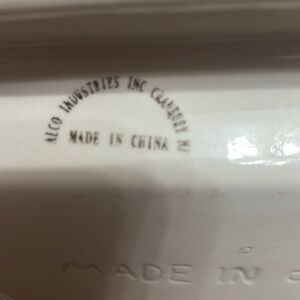 ALCO INDUSTRIES INC CRANBURY NJ
MADE IN CHINA
MADE IN